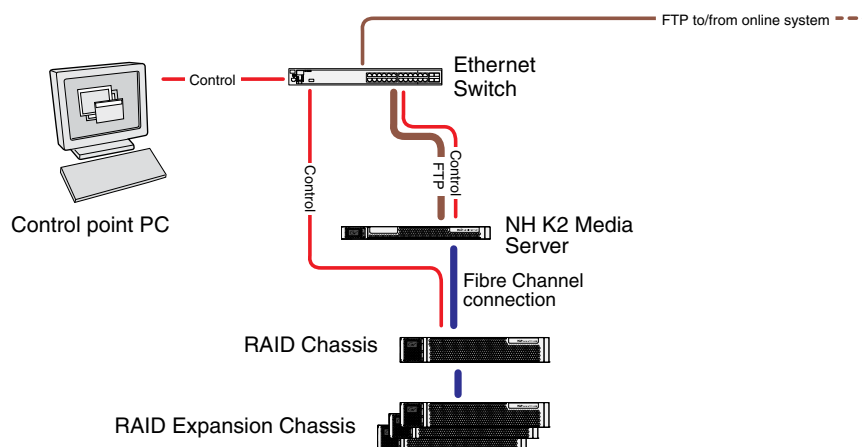 FTP to/from online system
Control
Ethernet
Switch
Control
FTP
Control
Control point PC
NH K2 Media
Server
Fibre Channel
connection
RAID Chassis
RAID Expansion Chassis